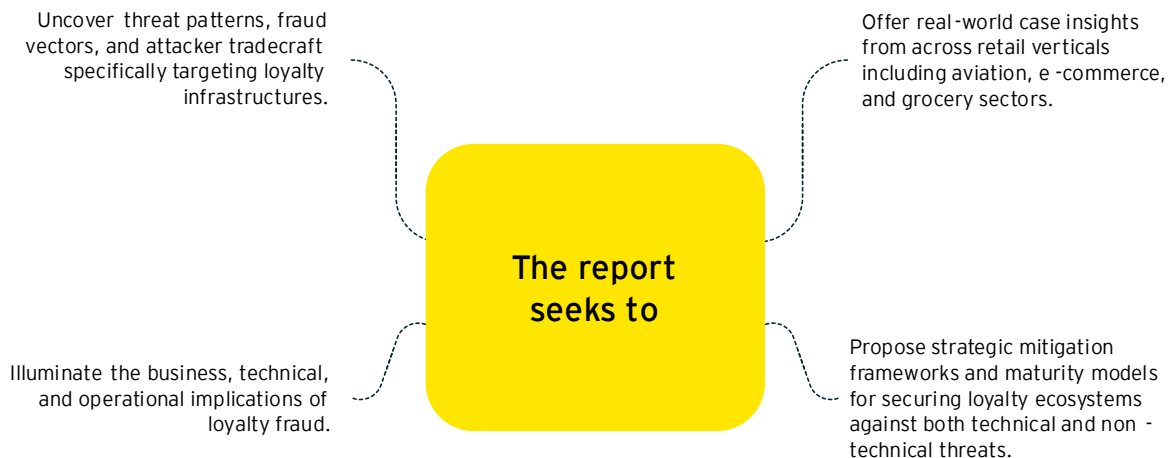 Uncover threat patterns, fraud
vectors, and attacker tradecraft
specifically targeting loyalty
infrastructures.
Offer real-world case insights
from across retail verticals
including aviation, e -commerce,
and grocery sectors.
The report
seeks to
Illuminate the business, technical,
and operational implications of
loyalty fraud.
Propose strategic mitigation
frameworks and maturity models
for securing loyalty ecosystems
against both technical and non -
technical threats.